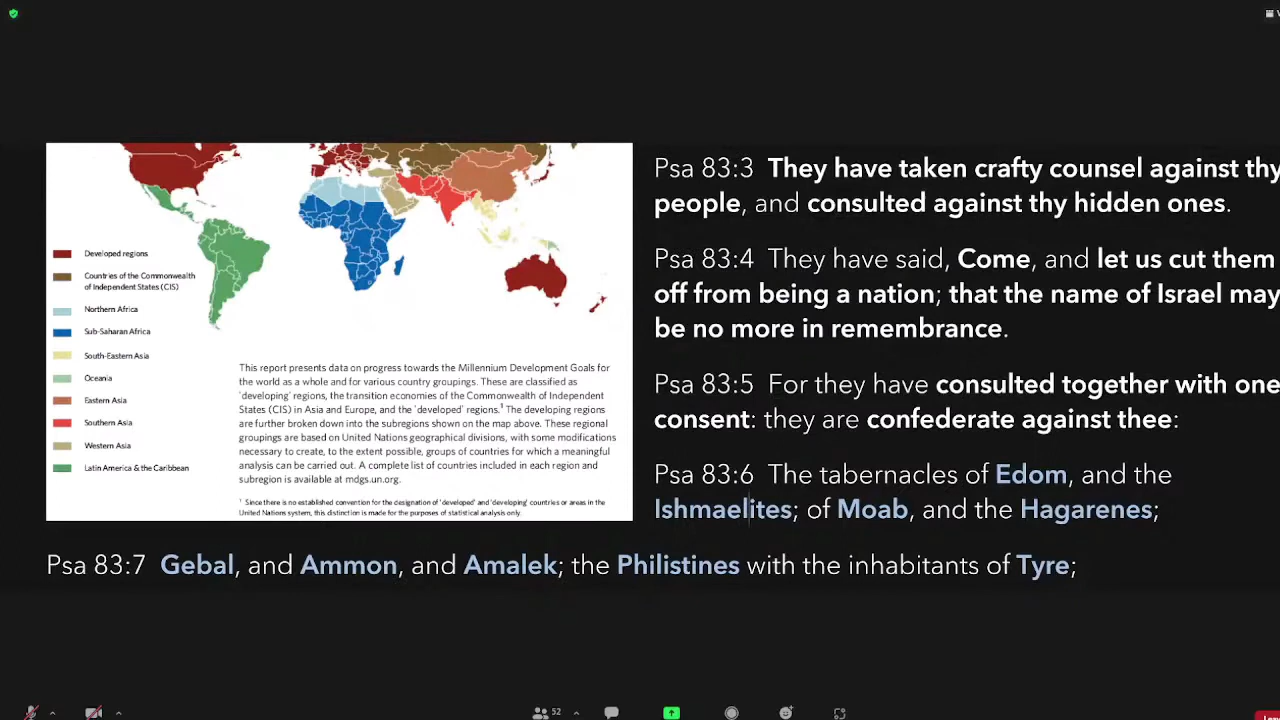 Psa 83:3 They have taken crafty counsel against thy
people, and consulted against thy hidden ones.
Psa 83:4 They have said, Come, and let us cut them
off from being a nation; that the name of Israel may
be no more in remembrance.
Psa 83:5 For they have consulted together with one
consent: they are confederate against thee:
Psa 83:6 The tabernacles of Edom, and the
Ishmaelites; of Moab, and the Hagarenes;
Psa 83:7 Gebal, and Ammon, and Amalek; the Philistines with the inhabitants of Tyre;
Developed regions
Countries of the Commonwealth
of Independent States (CIS)
Northern Africa
Sub-Saharan Africa
South-Eastern Asia
Oceania
Eastern Asia
Southern Asia
Western Asia
Latin America & the Caribbean
This report presents data on progress towards the Millennium Development Goals for
the world as a whole and for various country groupings. These are classified as
'developing' regions, the transition economies of the Commonwealth of Independent
States (CIS) in Asia and Europe, and the 'developed' regions.¹ The developing regions
are further broken down into the subregions shown on the map above. These regional
groupings are based on United Nations geographical divisions, with some modifications
necessary to create, to the extent possible, groups of countries for which a meaningful
analysis can be carried out. A complete list of countries included in each region and
subregion is available at mdgs.un.org.
¹ Since there is no established convention for the designation of 'developed' and 'developing' countries or areas in the
United Nations system, this distinction is made for the purposes of statistical analysis only.
52